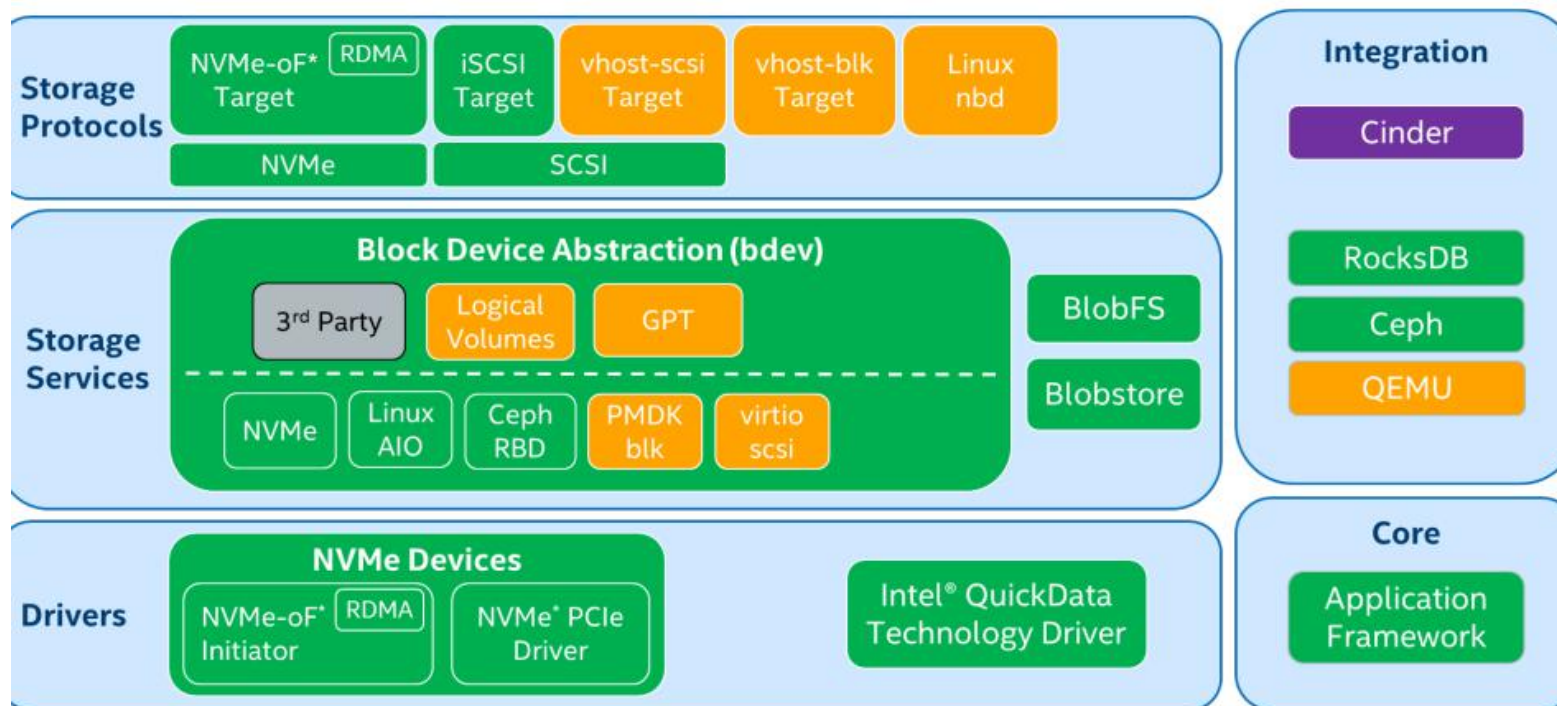 Storage
Protocols
NVMe-oF* RDMA
Target
iSCSI
Target
vhost-scsi
Target
vhost-blk
Target
Linux
nbd
NVMe
SCSI
Storage
Services
Block Device Abstraction (bdev)
3rd Party
Logical
Volumes
GPT
NVMe
Linux
AIO
Ceph
RBD
PMDK
blk
virtio
scsi
BlobFS
Blobstore
Drivers
NVMe Devices
NVMe-oF* RDMA
Initiator
NVMe* PCIe
Driver
Intel® QuickData
Technology Driver
Integration
Cinder
RocksDB
Ceph
QEMU
Core
Application
Framework